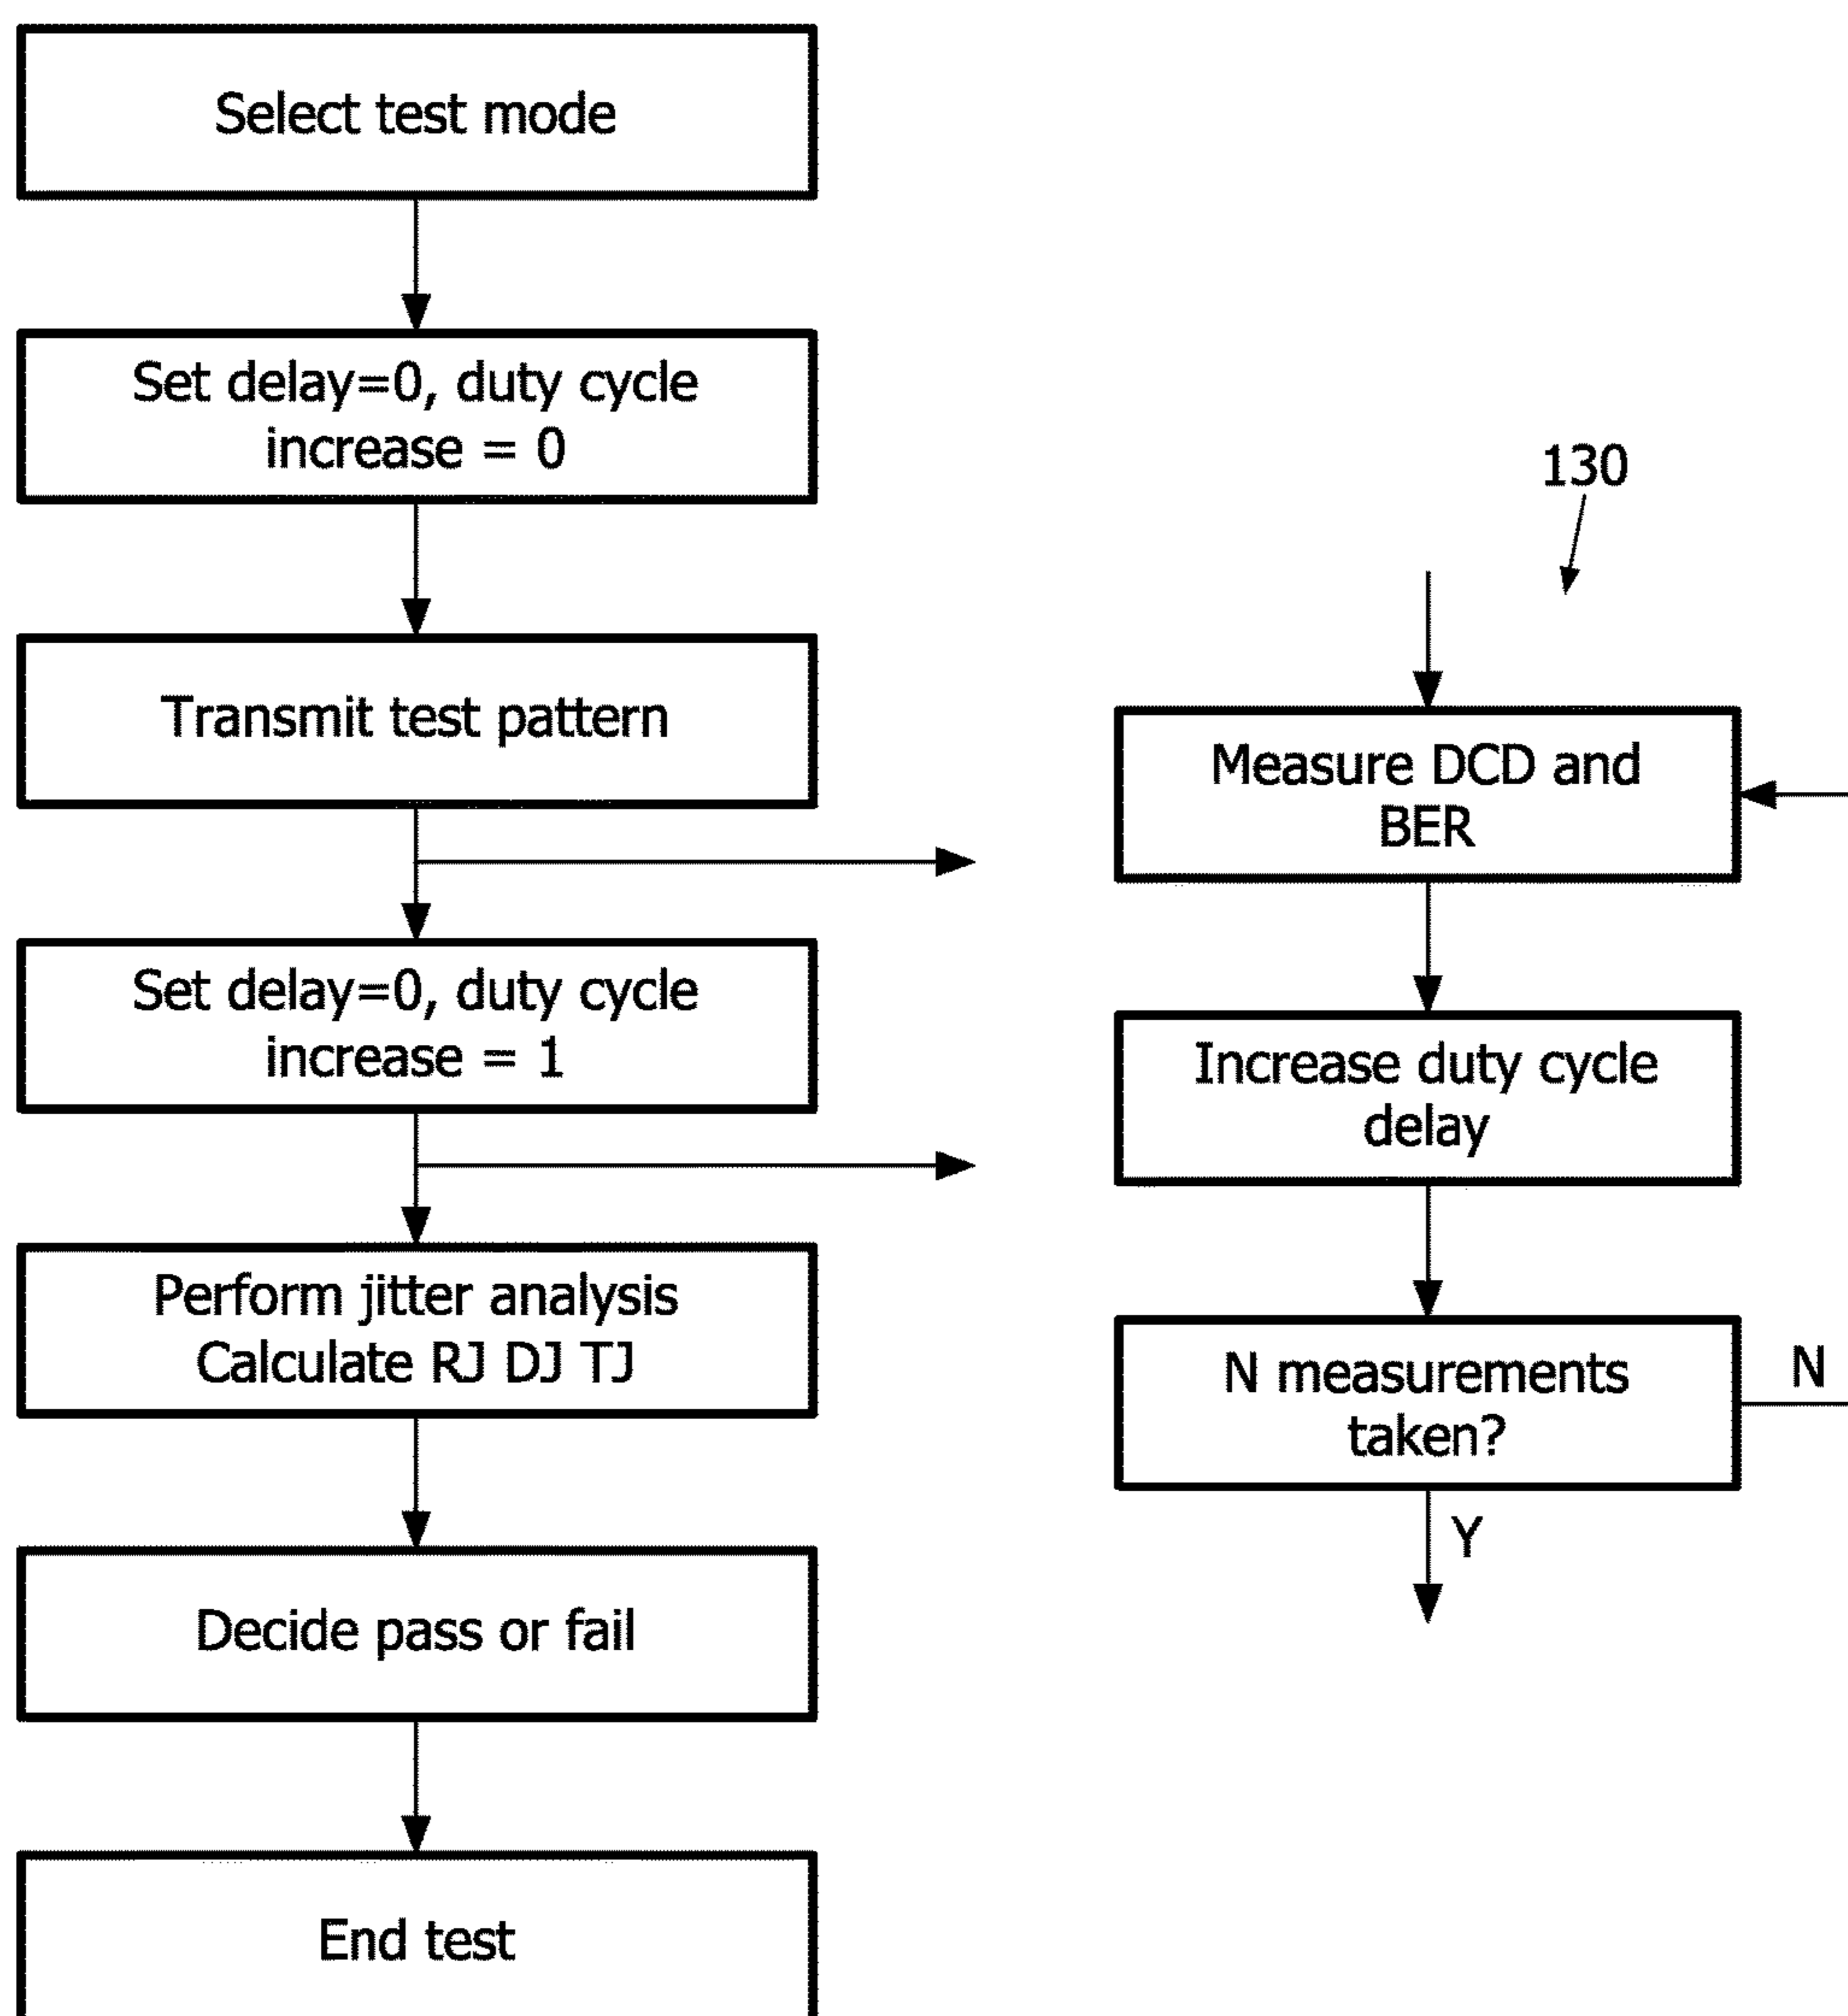 Select test mode
Set delay=0, duty cycle
increase = 0
Transmit test pattern
Set delay=0, duty cycle
increase = 1
Perform jitter analysis
Calculate RJ DJ TJ
Decide pass or fail
End test
130
Measure DCD and
BER
Increase duty cycle
delay
N measurements
taken?
N
Y